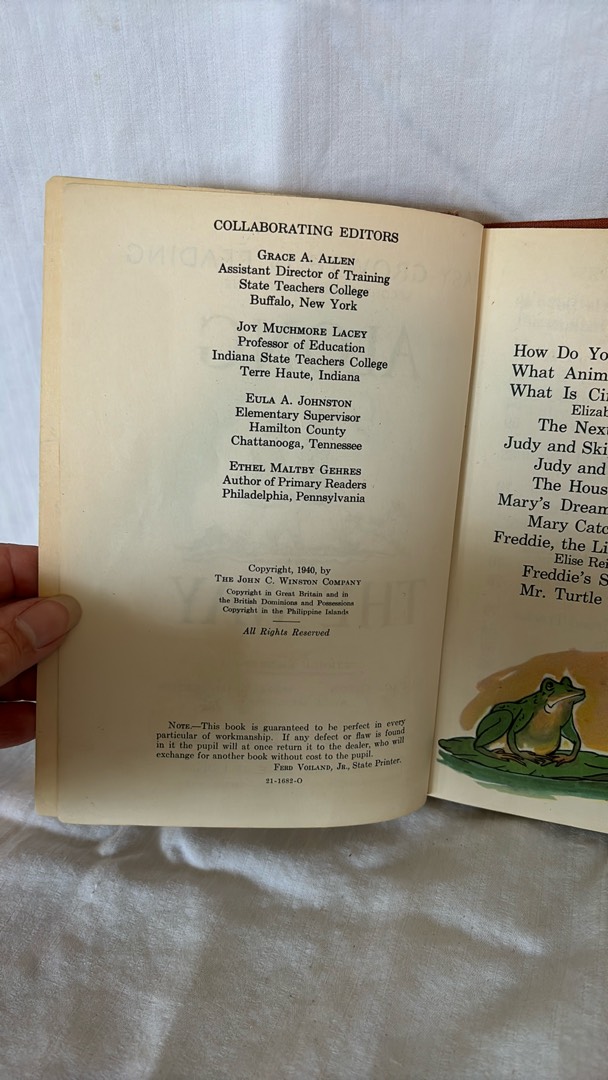 COLLABORATING EDITORS
GRACE A. ALLEN
Assistant Director of Training
State Teachers College
Buffalo, New York
JOY MUCHMORE LACEY
Professor of Education
Indiana State Teachers College
Terre Haute, Indiana
EULA A. JOHNSTON
Elementary Supervisor
Hamilton County
Chattanooga, Tennessee
ETHEL MALTBY GEHRES
Author of Primary Readers
Philadelphia, Pennsylvania
Copyright, 1940, by
THE JOHN C. WINSTON COMPANY
Copyright in Great Britain and in
the British Dominions and Possessions
Copyright in the Philippine Islands
All Rights Reserved
NOTE.—This book is guaranteed to be perfect in every
particular of workmanship. If any defect or flaw is found
in it the pupil will at once return it to the dealer, who will
exchange for another book without cost to the pupil.
FERD VOILAND, JR., State Printer.
21-1682-O
How Do Yo
What Anim
What Is Ci
Elizab
The Nex
Judy and Ski
Judy and
The Hous
Mary's Dream
Mary Catc
Freddie, the Li
Elise Rei
Freddie's S
Mr. Turtle